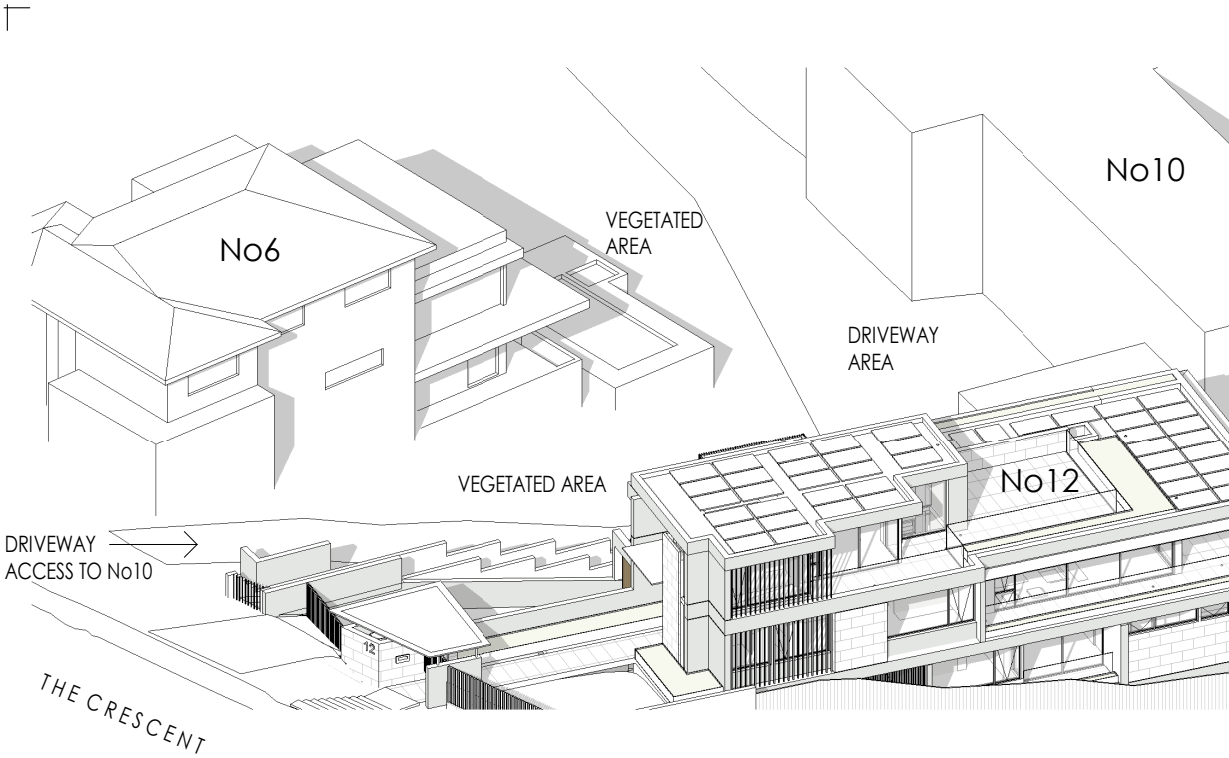 No10
VEGETATED
AREA
No6
DRIVEWAY
AREA
No12
VEGETATED AREA
DRIVEWAY
ACCESS TO No10
12
THE CRESCENT